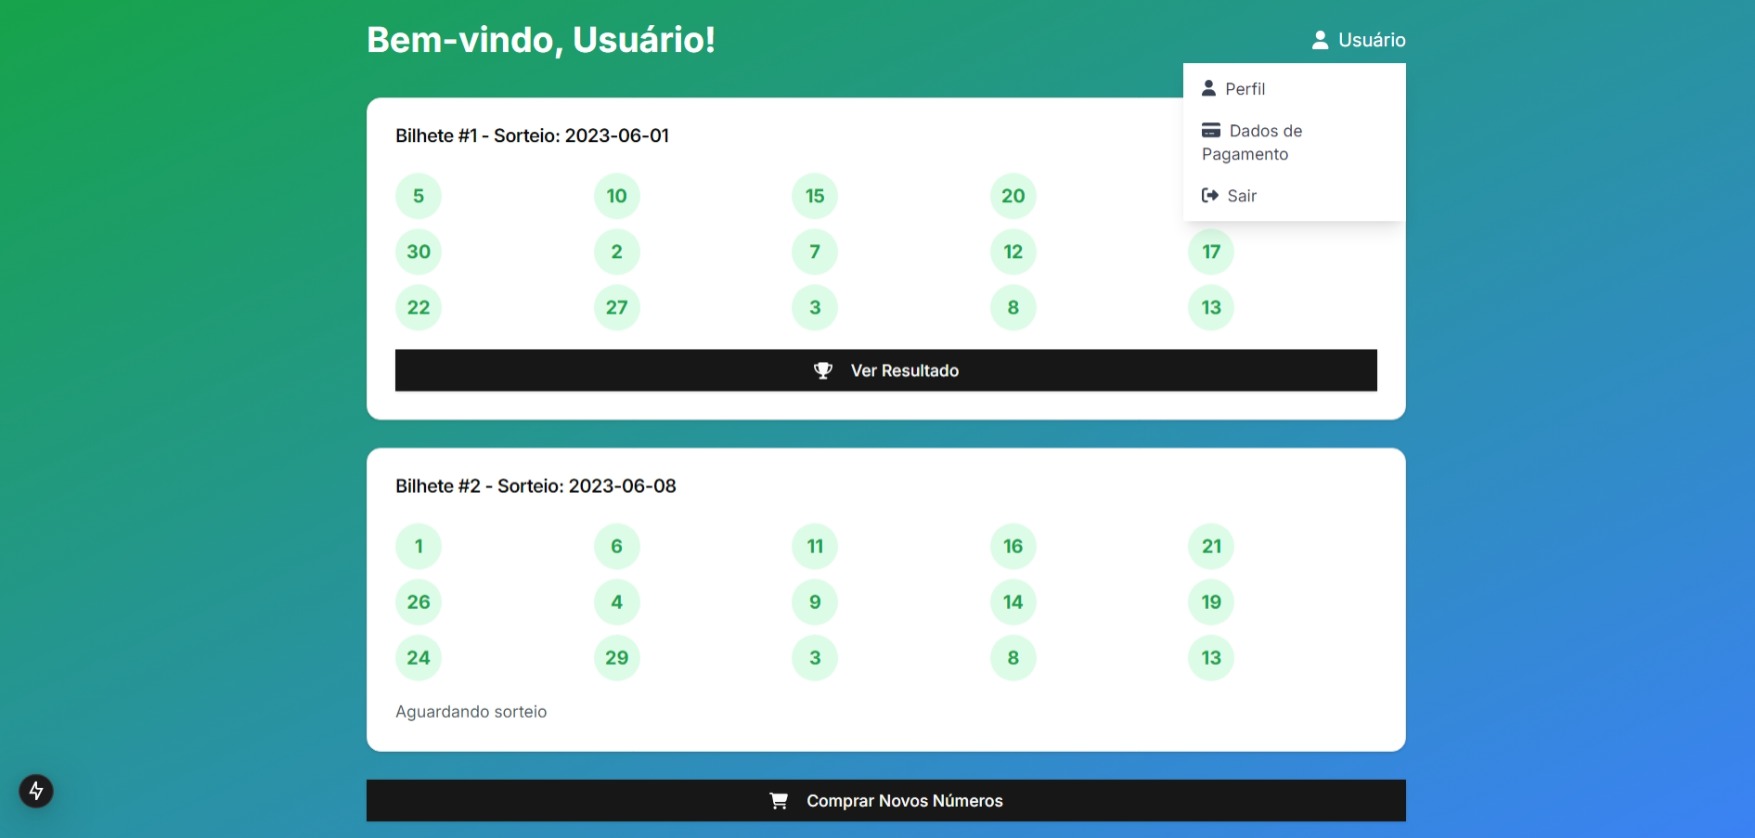 Bem-vindo, Usuário!
Usuário
Perfil
Dados de
Pagamento
Sair
Bilhete #1 - Sorteio: 2023-06-01
5 10 15 20
30 2 7 12 17
22 27 3 8 13
Ver Resultado
Bilhete #2 - Sorteio: 2023-06-08
1 6 11 16 21
26 4 9 14 19
24 29 3 8 13
Aguardando sorteio
Comprar Novos Números